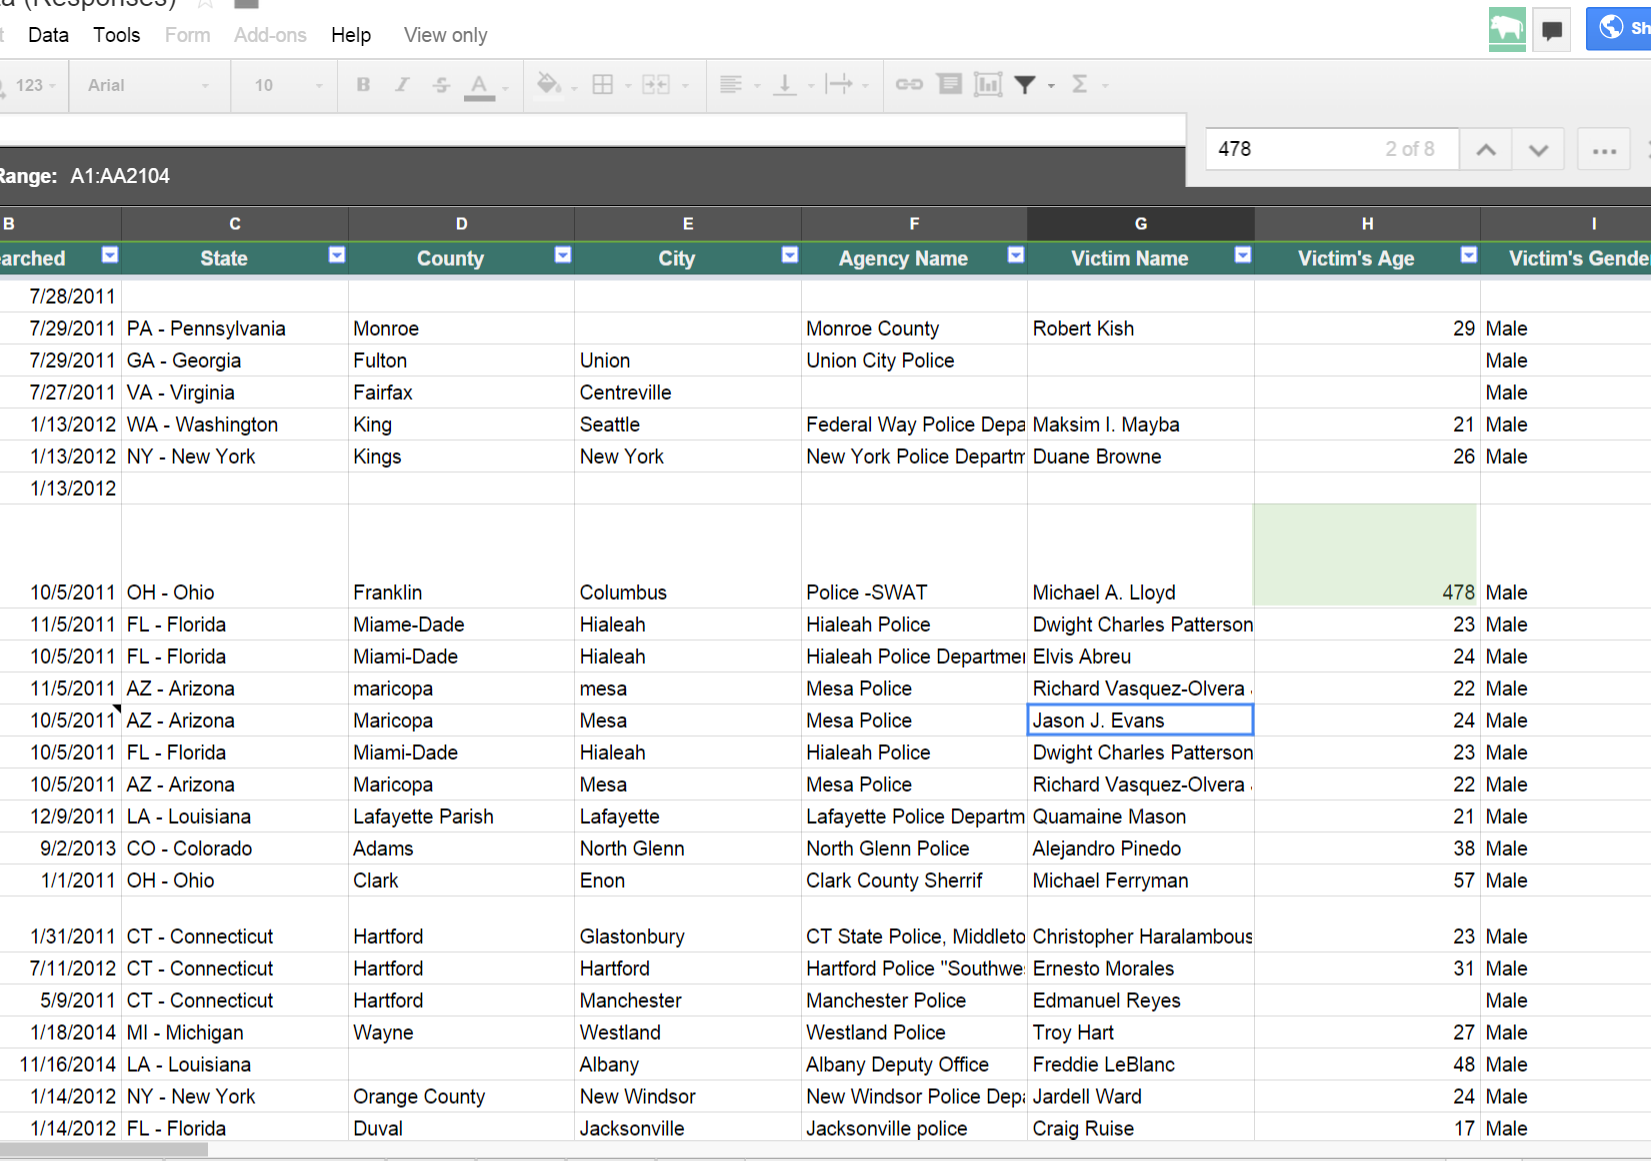 (Responses)
Data Tools Form Add-ons Help View only
123 Arial 10 B I S A Σ
478 2 of 8
Range: A1:AA2104
B C D E F G H I
State County City Agency Name Victim Name Victim's Age Victim's
7/28/2011
7/29/2011 PA - Pennsylvania Monroe Monroe County Robert Kish 29 Male
7/29/2011 GA - Georgia Fulton Union Union City Police Male
7/27/2011 VA - Virginia Fairfax Centreville Male
1/13/2012 WA - Washington King Seattle Federal Way Police Depa Maksim I. Mayba 21 Male
1/13/2012 NY - New York Kings New York New York Police Departm Duane Browne 26 Male
1/13/2012
10/5/2011 OH - Ohio Franklin Columbus Police -SWAT Michael A. Lloyd 478 Male
11/5/2011 FL - Florida Miame-Dade Hialeah Hialeah Police Dwight Charles Patterson 23 Male
10/5/2011 FL - Florida Miami-Dade Hialeah Hialeah Police Departme Elvis Abreu 24 Male
11/5/2011 AZ - Arizona maricopa mesa Mesa Police Richard Vasquez-Olvera 22 Male
10/5/2011 AZ - Arizona Maricopa Mesa Mesa Police Jason J. Evans 24 Male
10/5/2011 FL - Florida Miami-Dade Hialeah Hialeah Police Dwight Charles Patterson 23 Male
10/5/2011 AZ - Arizona Maricopa Mesa Mesa Police Richard Vasquez-Olvera 22 Male
12/9/2011 LA - Louisiana Lafayette Parish Lafayette Lafayette Police Departm Quamaine Mason 21 Male
9/2/2013 CO - Colorado Adams North Glenn North Glenn Police Alejandro Pinedo 38 Male
1/1/2011 OH - Ohio Clark Enon Clark County Sherrif Michael Ferryman 57 Male
1/31/2011 CT - Connecticut Hartford Glastonbury CT State Police, Middleto Christopher Haralambous 23 Male
7/11/2012 CT - Connecticut Hartford Hartford Hartford Police "Southwe Ernesto Morales 31 Male
5/9/2011 CT - Connecticut Hartford Manchester Manchester Police Edmanuel Reyes Male
1/18/2014 MI - Michigan Wayne Westland Westland Police Troy Hart 27 Male
11/16/2014 LA - Louisiana Albany Albany Deputy Office Freddie LeBlanc 48 Male
1/14/2012 NY - New York Orange County New Windsor New Windsor Police Depa Jardell Ward 24 Male
1/14/2012 FL - Florida Duval Jacksonville Jacksonville police Craig Ruise 17 Male